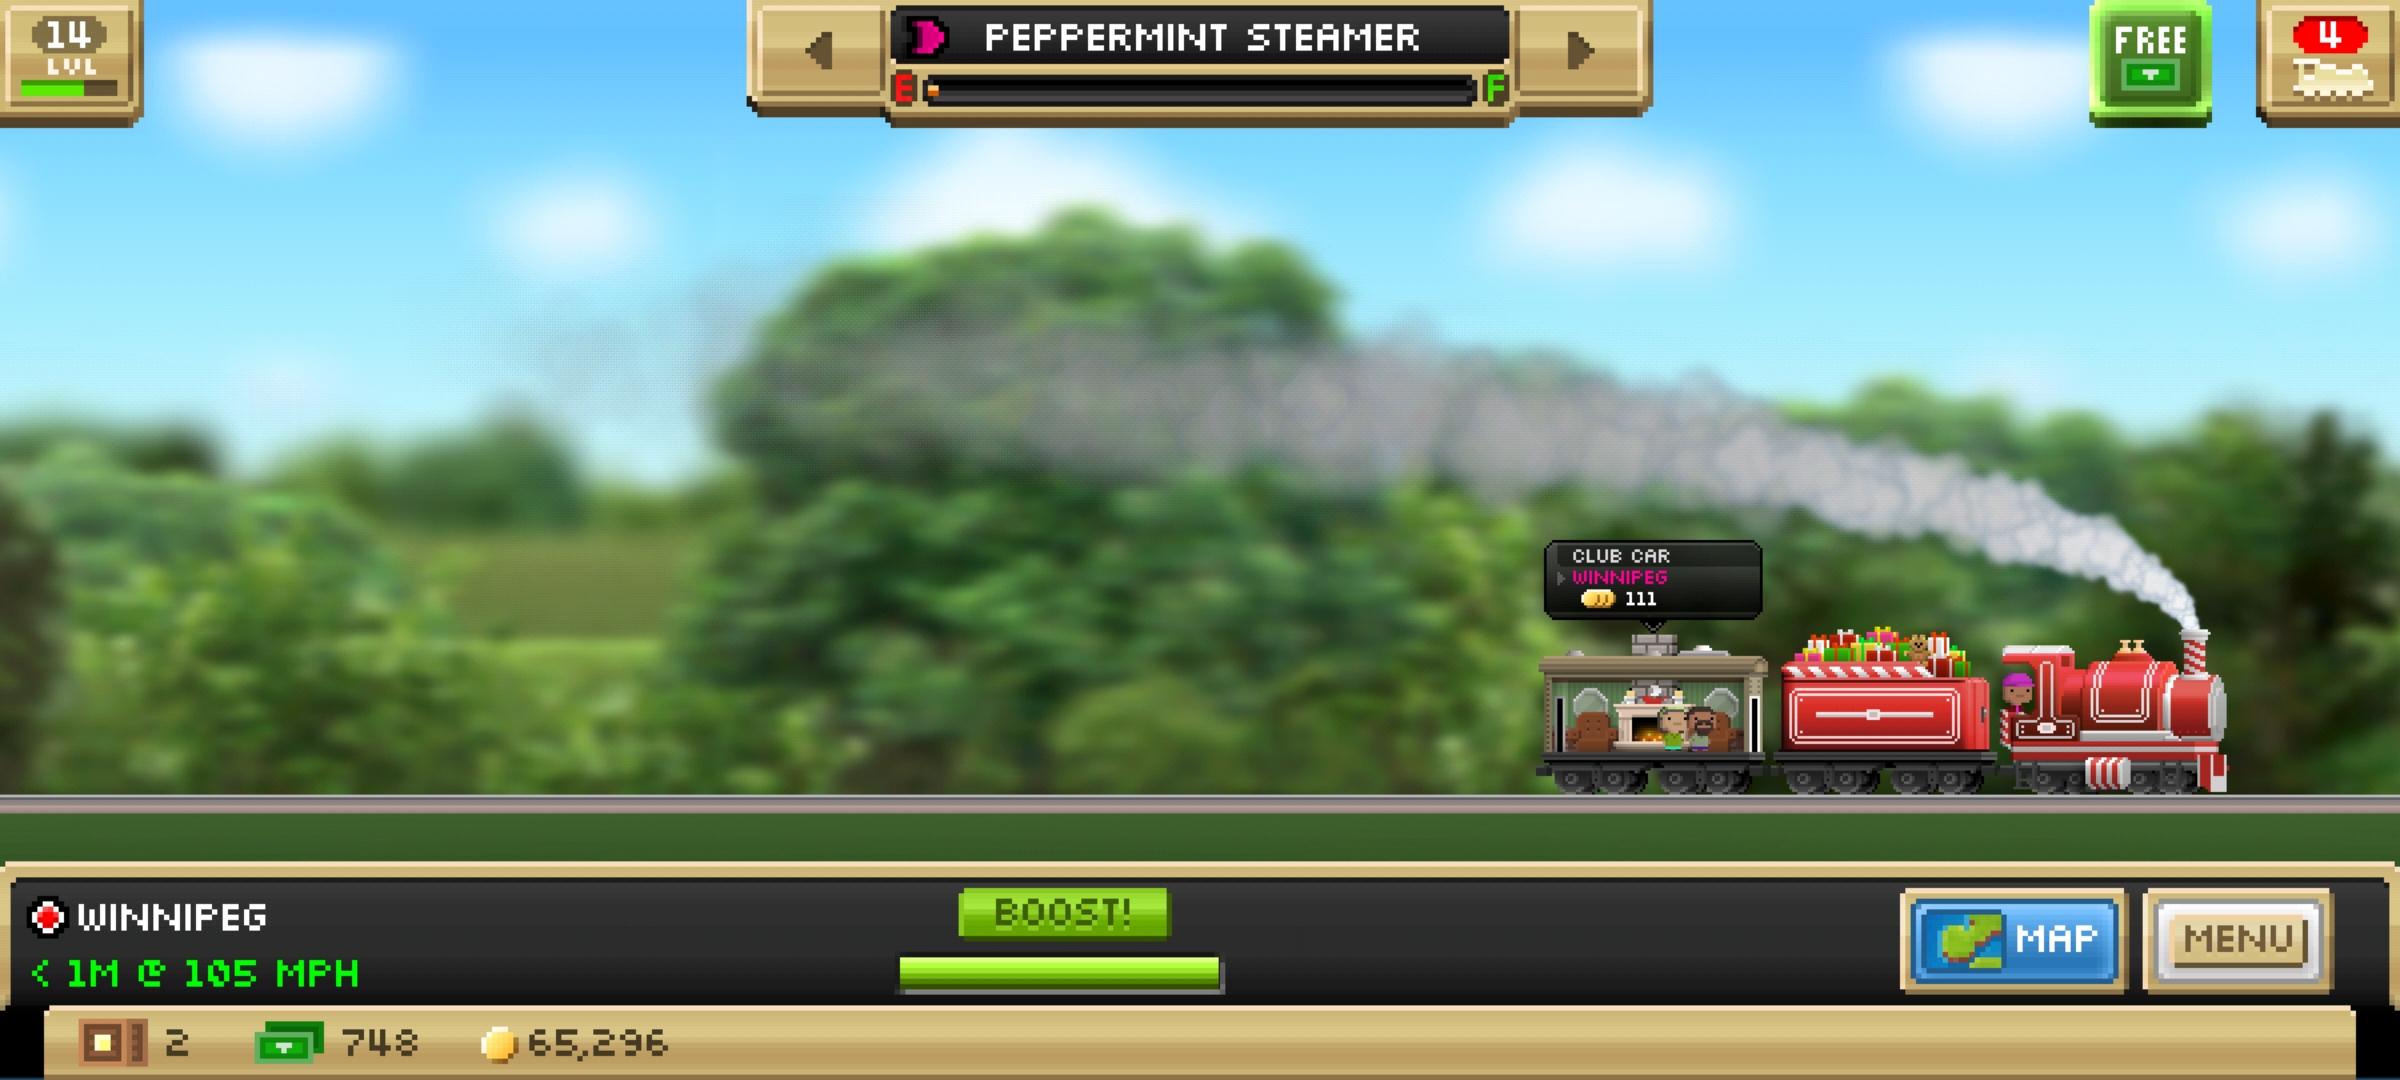 14
LVL
PEPPERMINT STEAMER
E F
FREE
4
CLUB CAR
WINNIPEG
111
WINNIPEG
< 1M @ 105 MPH
BOOST!
MAP
MENU
2 748 65,296